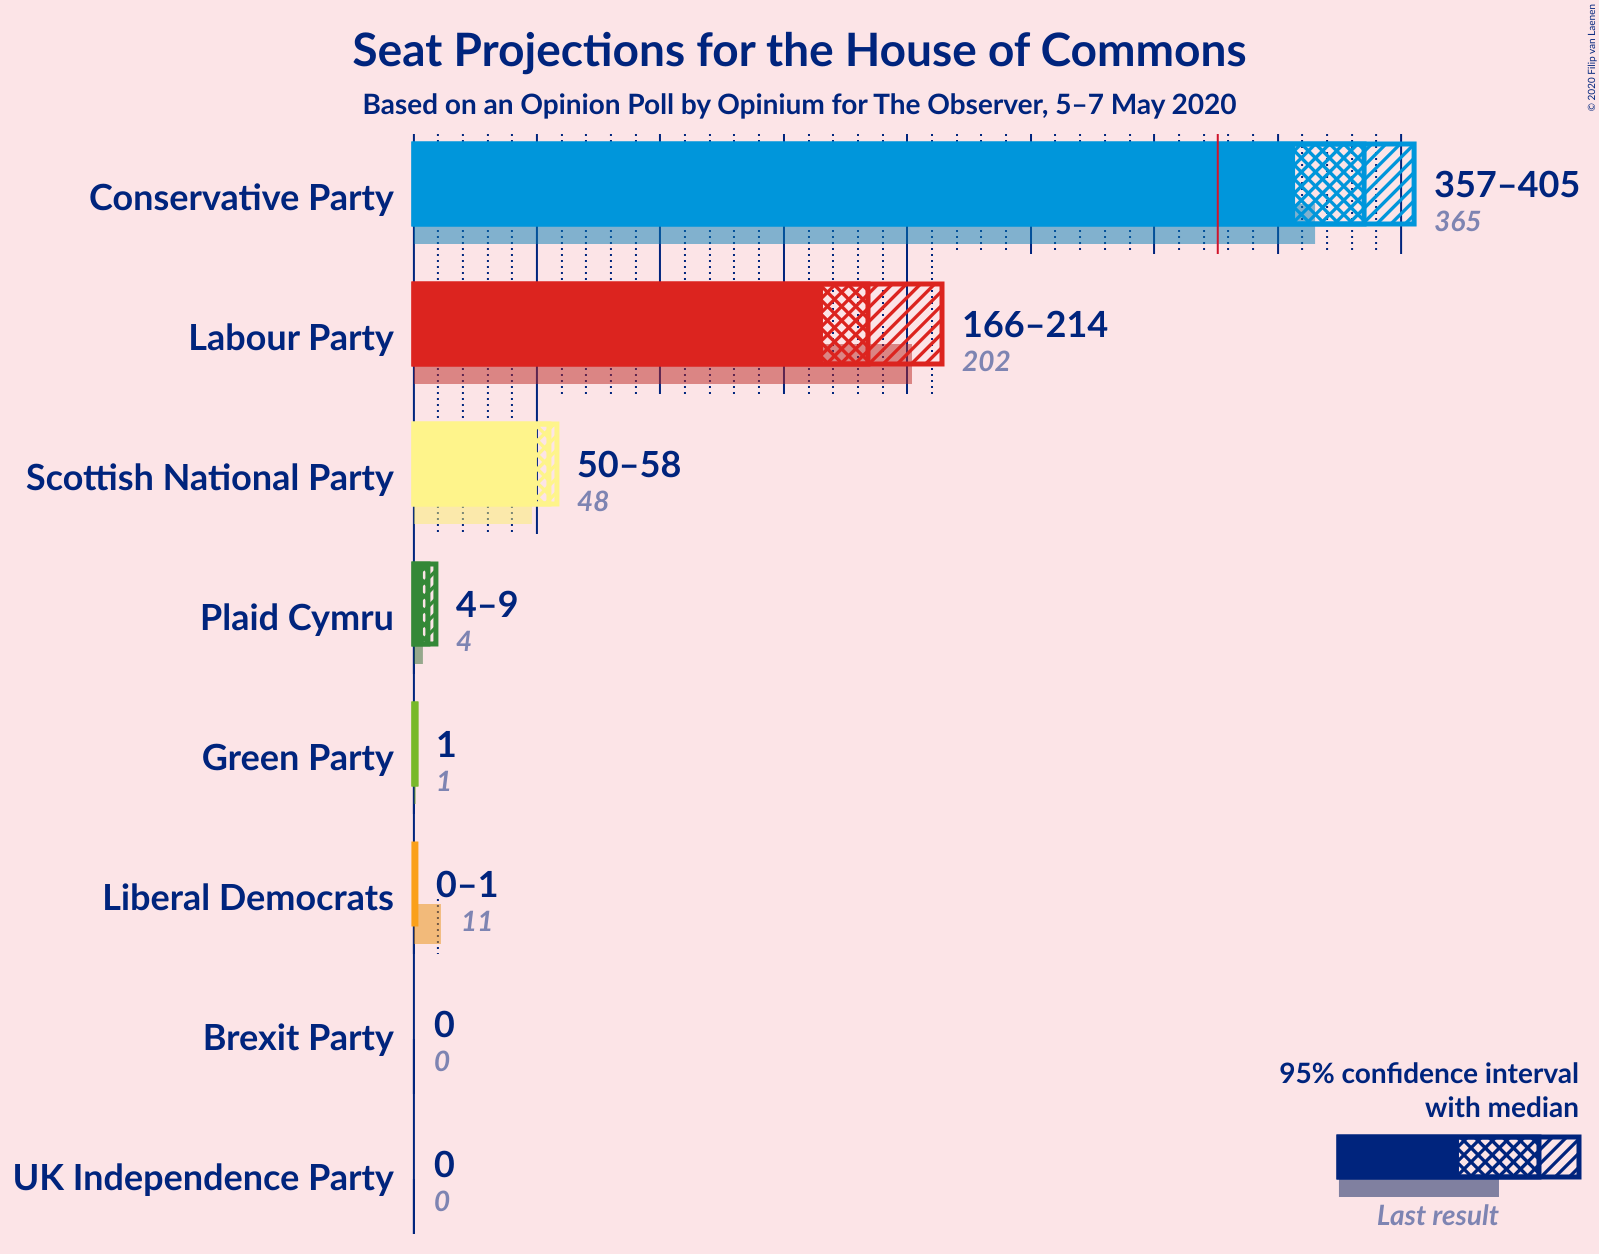 Seat Projections for the House of Commons
Based on an Opinion Poll by Opinium for The Observer, 5–7 May 2020
© 2020 Filip van Laenen
Conservative Party
357–405
365
Labour Party
166–214
202
Scottish National Party
50–58
48
Plaid Cymru
4–9
4
Green Party
1
1
Liberal Democrats
0–1
11
Brexit Party
0
0
UK Independence Party
0
0
95% confidence interval
with median
Last result